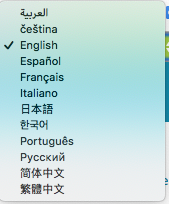 العربية
čeština
✓ English
Español
Français
Italiano
日本語
한국어
Português
Русский
简体中文
繁體中文